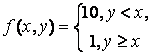 f(x,y) = { 10, y < x,
1, y ≥ x